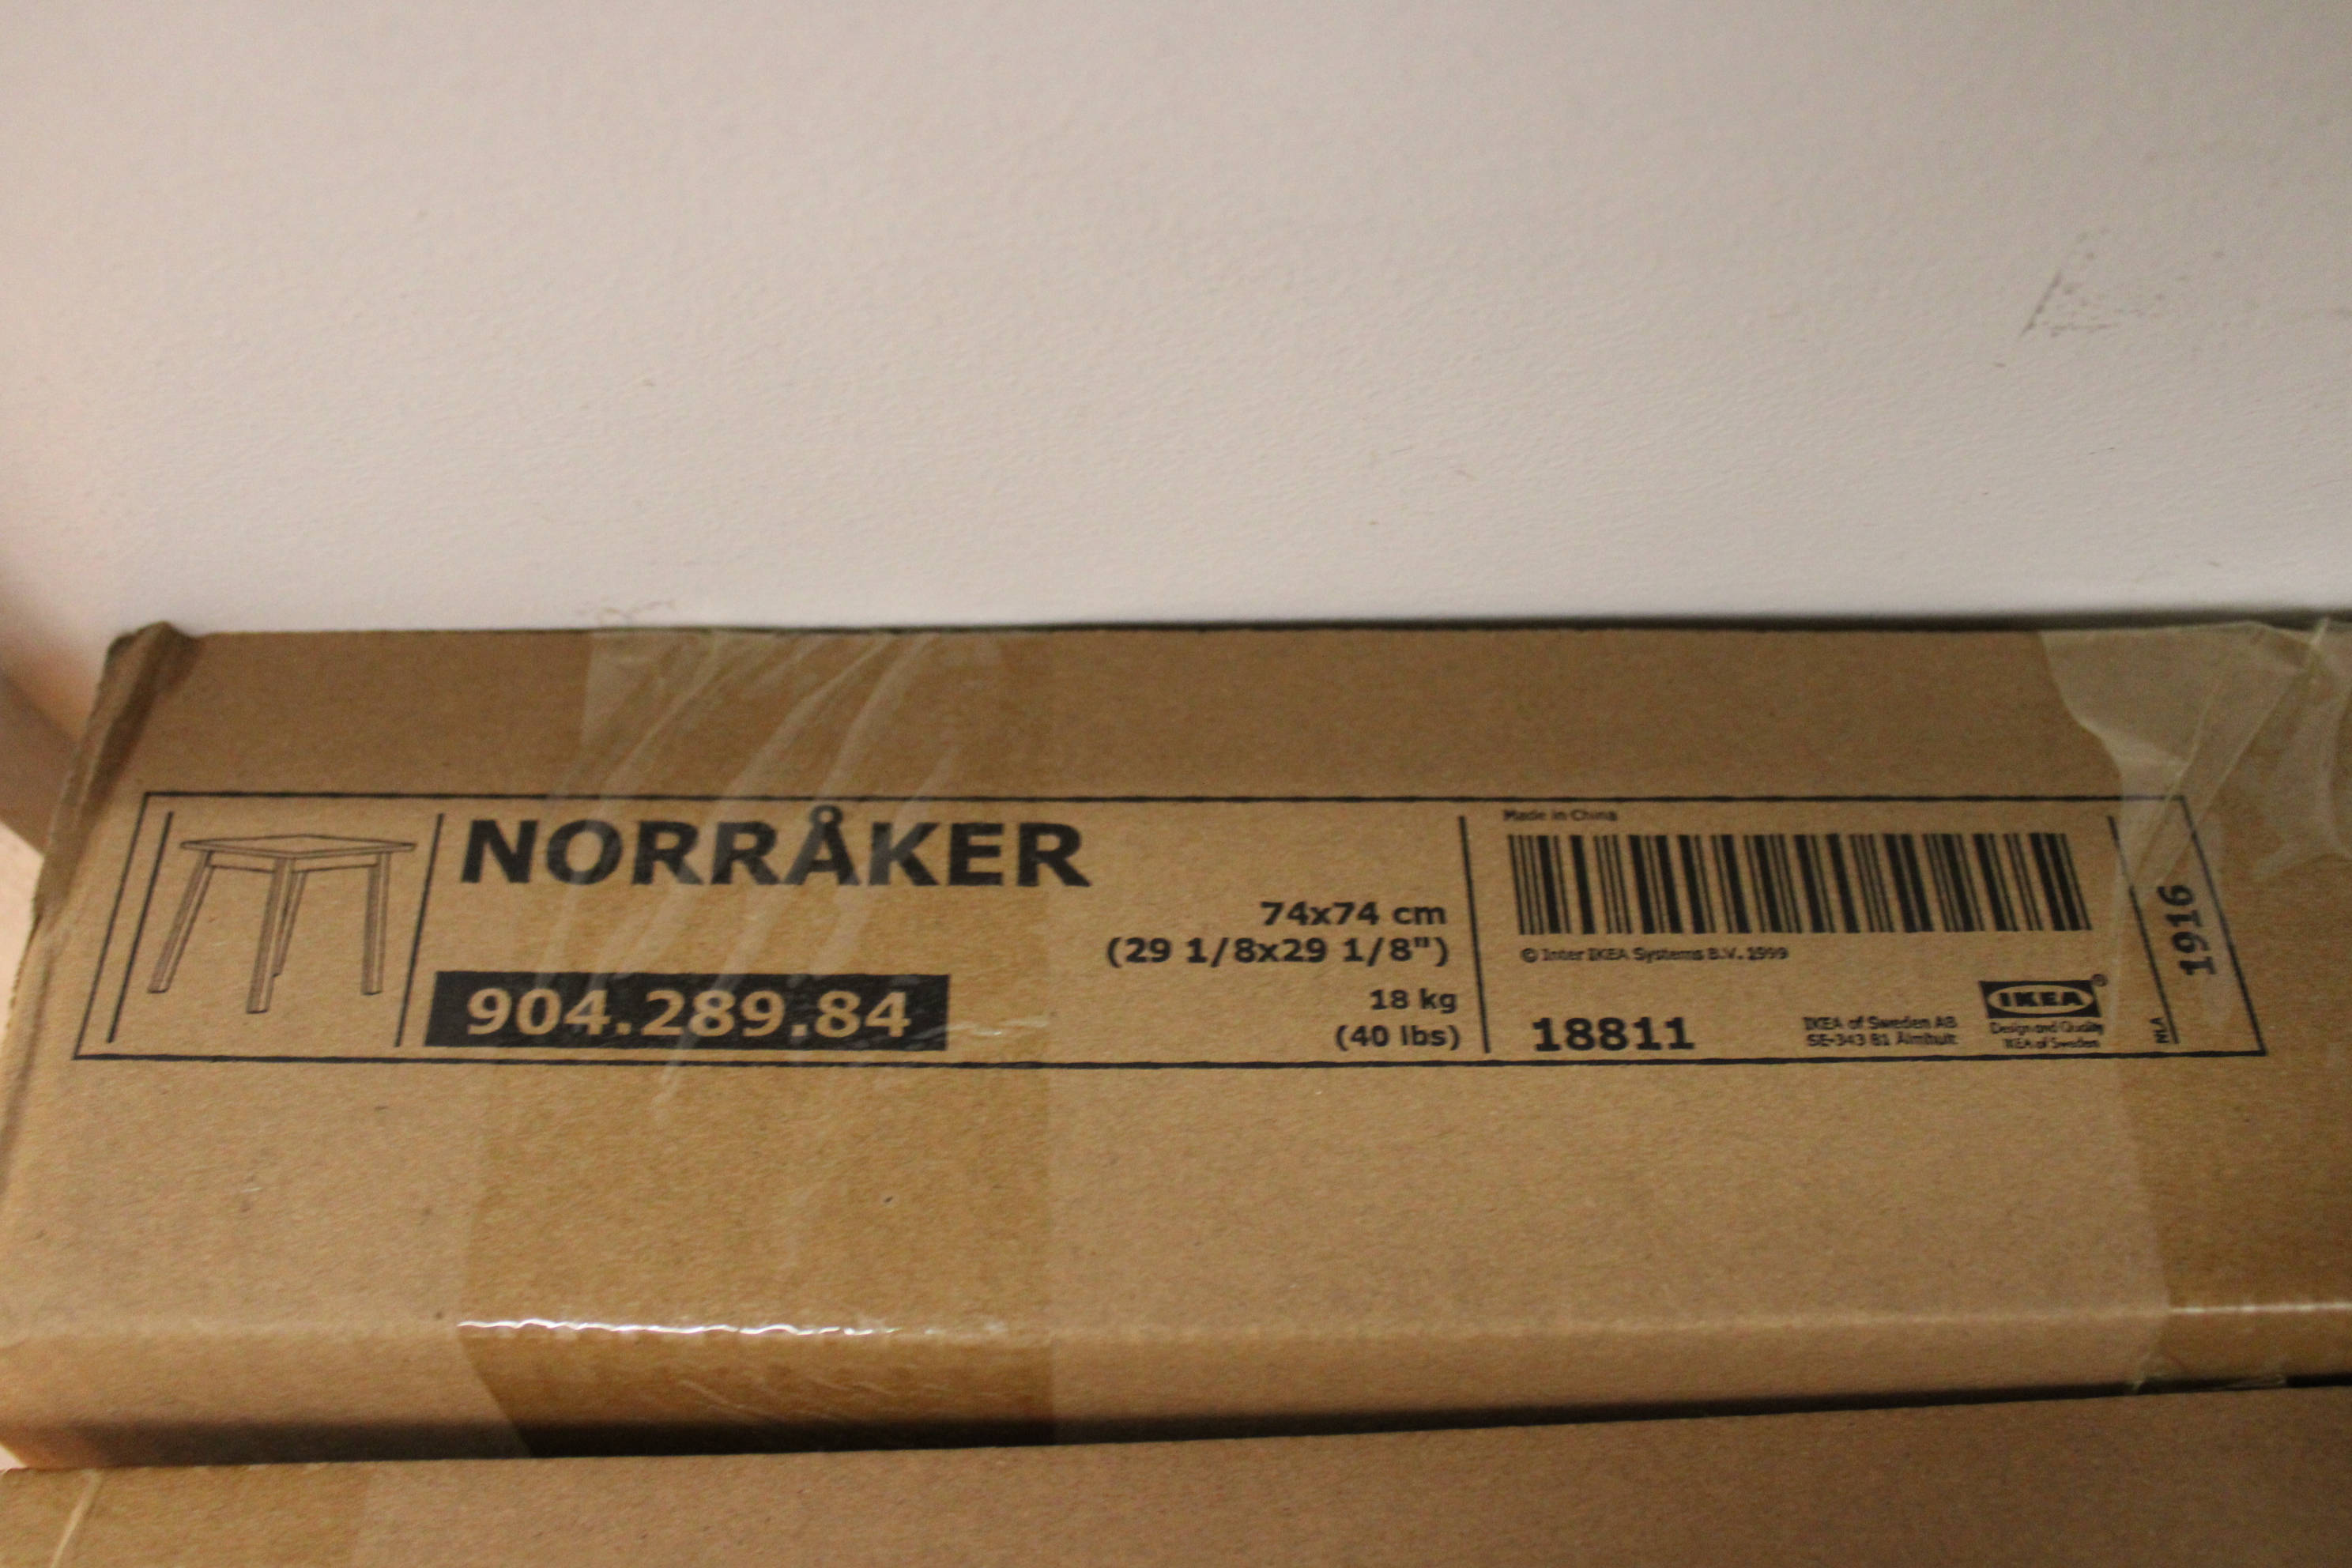 NORRÅKER
904.289.84
74x74 cm
(29 1/8x29 1/8")
18 kg
(40 lbs)
Made in China
© Inter IKEA Systems B.V. 1999
18811
IKEA of Sweden AB
SE-343 81 Älmhult
IKEA®
Design and Quality
IKEA of Sweden
1916